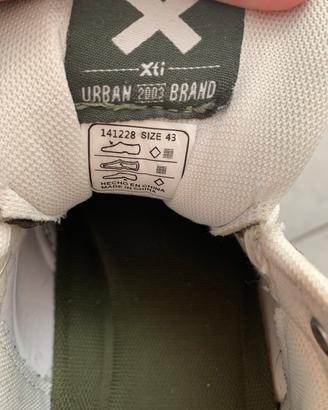 Xti
URBAN 2003 BRAND
141228 SIZE 43
HECHO EN CHINA
MADE IN CHINA